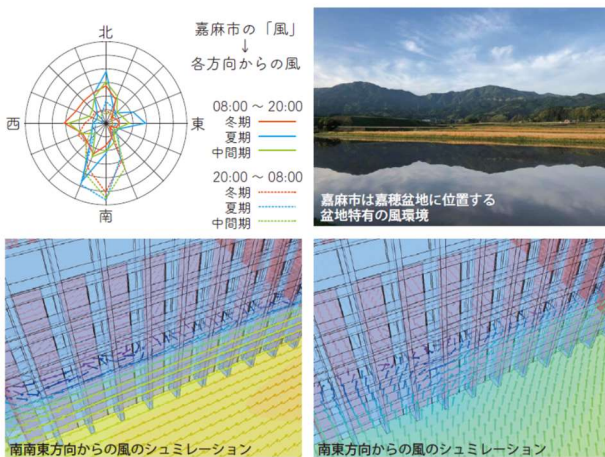 北
西
東
南
嘉麻市の「風」
↓
各方向からの風
08:00 ～ 20:00
冬期
夏期
中間期
20:00 ～ 08:00
冬期
夏期
中間期
嘉麻市は嘉穂盆地に位置する
盆地特有の風環境
南南東方向からの風のシュミレーション
南東方向からの風のシュミレーション